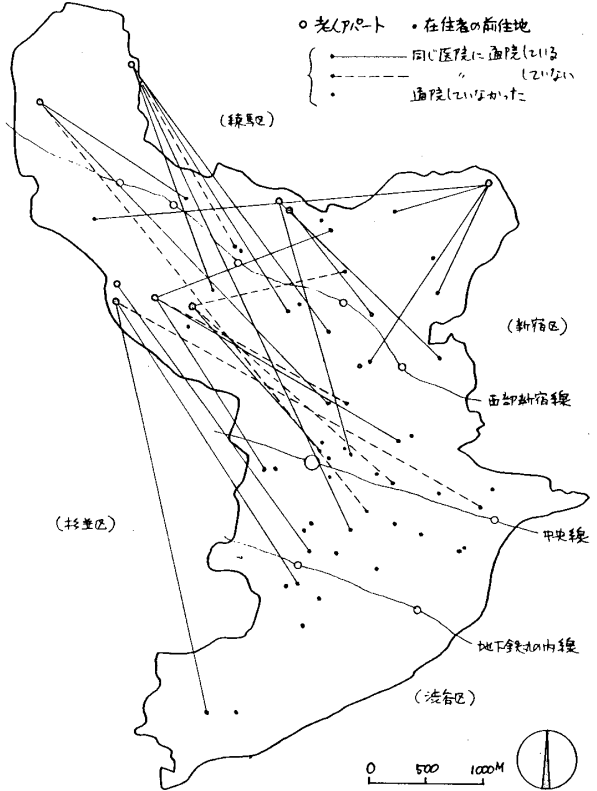 老人アパート ・在住者の前住地
同じ医院に通院している
〃 していない
通院していなかった
(練馬区)
(新宿区)
西部新宿線
(杉並区)
中央線
地下鉄丸の内線
(渋谷区)
0 500 1000M